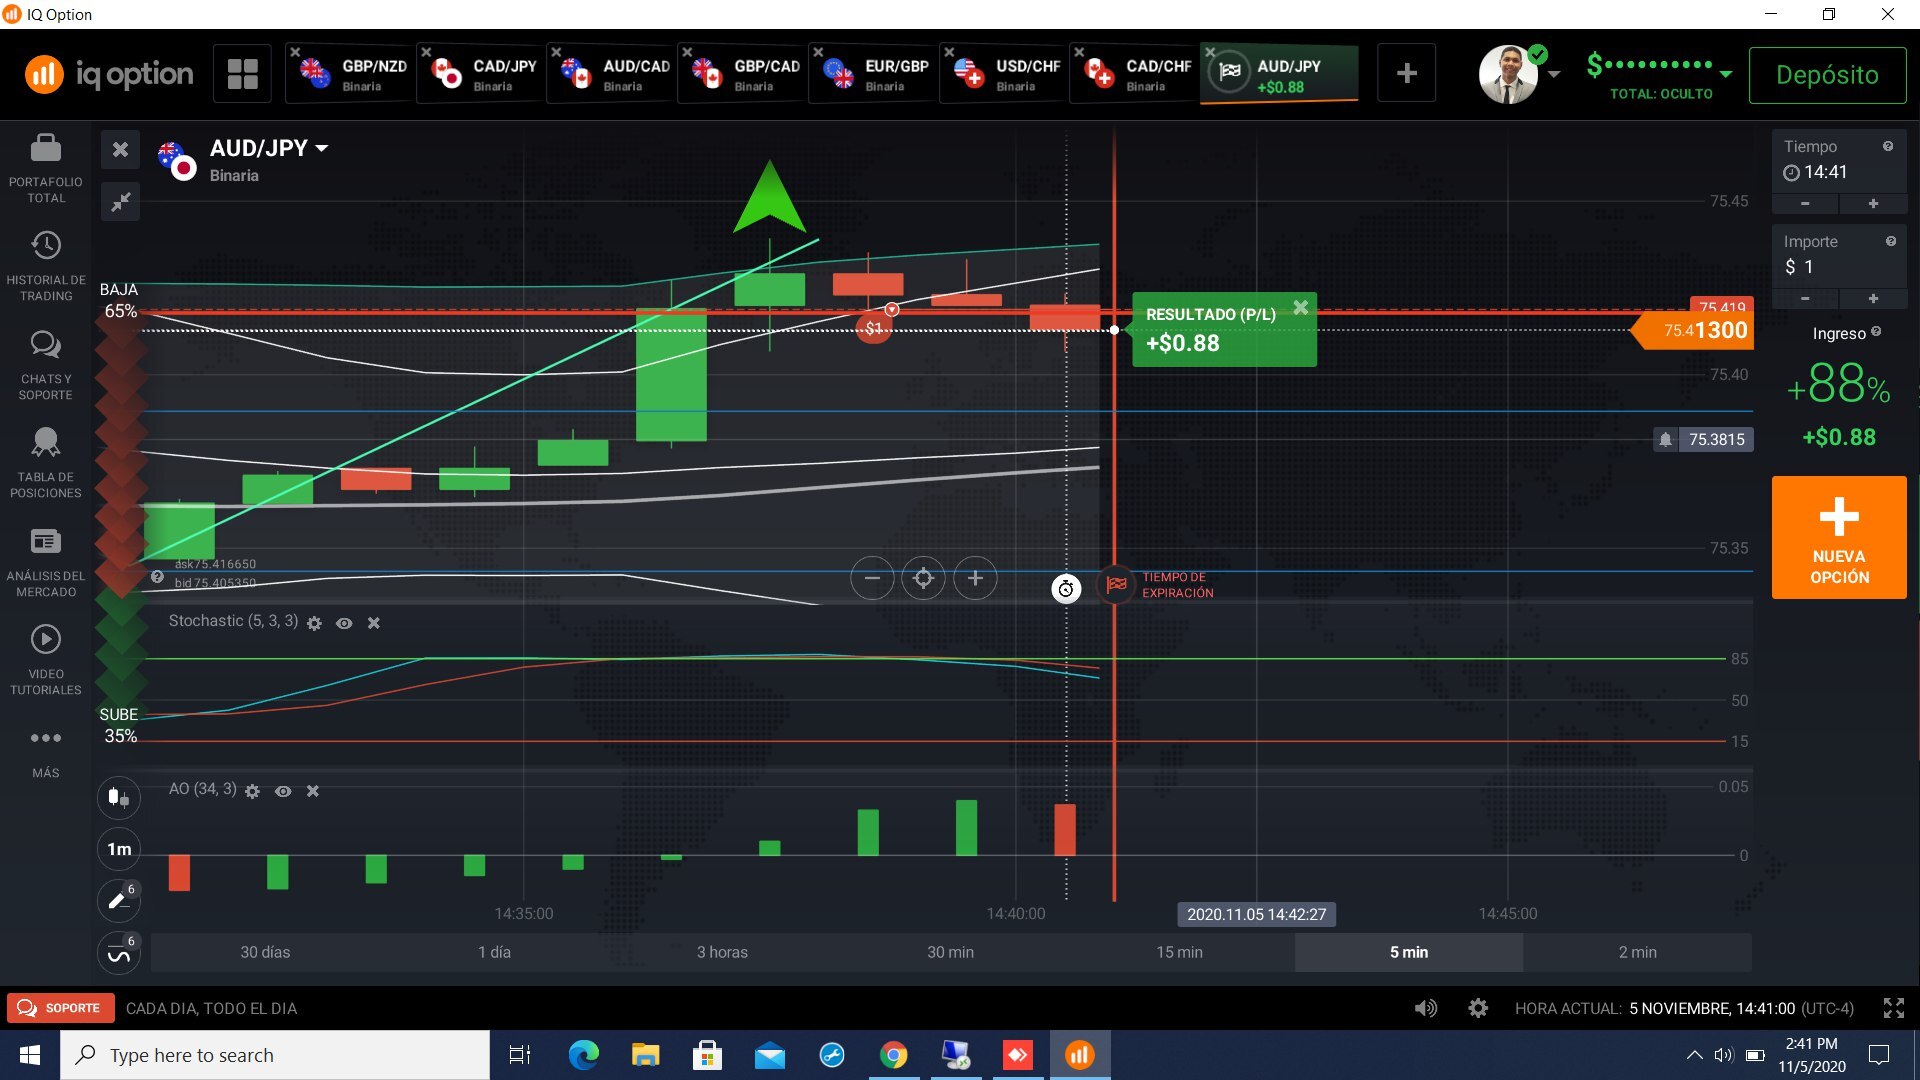 IQ Option
iq option
GBP/NZD
Binaria
CAD/JPY
Binaria
AUD/CAD
Binaria
GBP/CAD
Binaria
EUR/GBP
Binaria
USD/CHF
Binaria
CAD/CHF
Binaria
AUD/JPY
+$0.88
$••••••••••
TOTAL: OCULTO
Depósito
PORTAFOLIO
TOTAL
HISTORIAL DE
TRADING
CHATS Y
SOPORTE
TABLA DE
POSICIONES
ANÁLISIS DEL
MERCADO
VIDEO
TUTORIALES
MÁS
AUD/JPY
Binaria
BAJA
65%
SUBE
35%
$1
RESULTADO (P/L)
+$0.88
75.45
75.419
75.41300
75.40
75.3815
75.35
ask75.416650
bid75.405350
TIEMPO DE
EXPIRACIÓN
Stochastic (5, 3, 3)
85
50
15
AO (34, 3)
0.05
0
1m
6
6
14:35:00
14:40:00
2020.11.05 14:42:27
14:45:00
30 días
1 día
3 horas
30 min
15 min
5 min
2 min
Tiempo
14:41
- +
Importe
$ 1
- +
Ingreso
+88%
+$0.88
NUEVA
OPCIÓN
SOPORTE
CADA DIA, TODO EL DIA
HORA ACTUAL: 5 NOVIEMBRE, 14:41:00 (UTC-4)
Type here to search
2:41 PM
11/5/2020